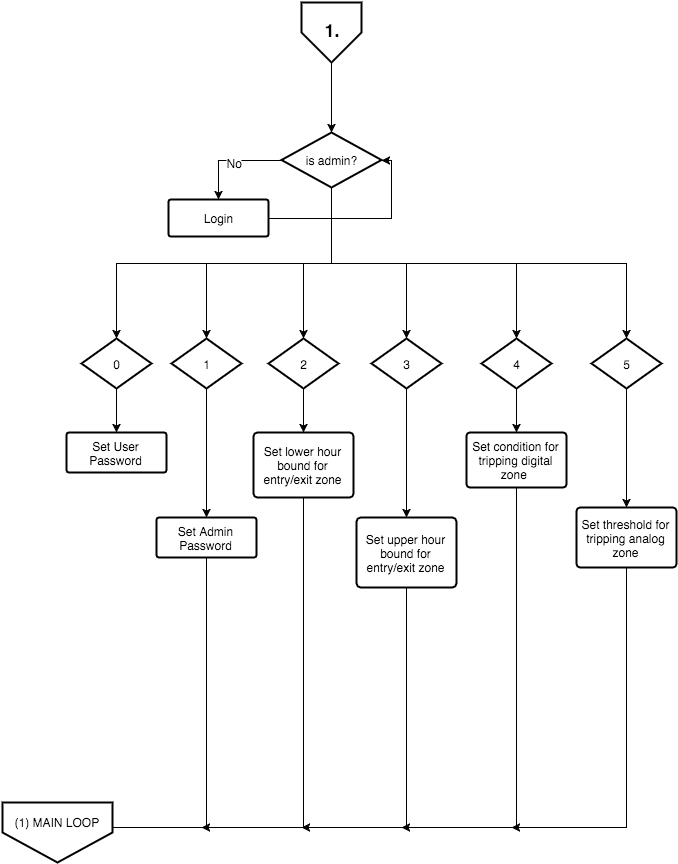 1.
is admin?
No
Login
0
1
2
3
4
5
Set User
Password
Set lower hour
bound for
entry/exit zone
Set condition for
tripping digital
zone
Set Admin
Password
Set upper hour
bound for
entry/exit zone
Set threshold for
tripping analog
zone
(1) MAIN LOOP